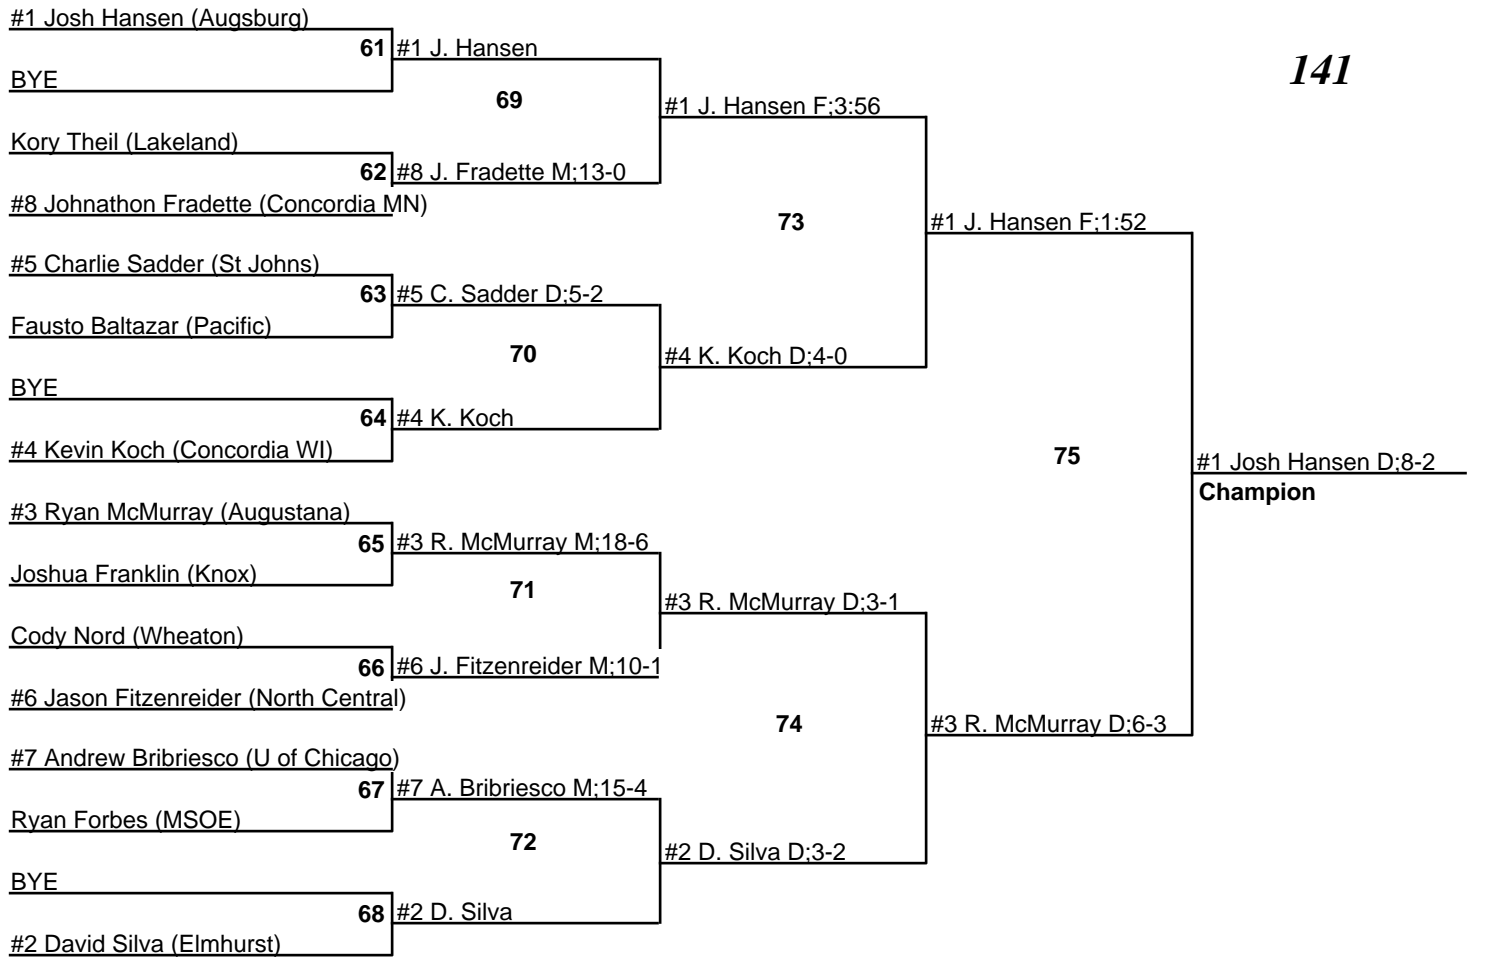 #1 Josh Hansen (Augsburg)
61 #1 J. Hansen
141
BYE
69
#1 J. Hansen F;3:56
Kory Theil (Lakeland)
62 #8 J. Fradette M;13-0
#8 Johnathon Fradette (Concordia MN)
73
#1 J. Hansen F;1:52
#5 Charlie Sadder (St Johns)
63 #5 C. Sadder D;5-2
Fausto Baltazar (Pacific)
70
#4 K. Koch D;4-0
BYE
64 #4 K. Koch
#4 Kevin Koch (Concordia WI)
75
#1 Josh Hansen D;8-2
Champion
#3 Ryan McMurray (Augustana)
65 #3 R. McMurray M;18-6
Joshua Franklin (Knox)
71
#3 R. McMurray D;3-1
Cody Nord (Wheaton)
66 #6 J. Fitzenreider M;10-1
#6 Jason Fitzenreider (North Central)
74
#3 R. McMurray D;6-3
#7 Andrew Bribriesco (U of Chicago)
67 #7 A. Bribriesco M;15-4
Ryan Forbes (MSOE)
72
#2 D. Silva D;3-2
BYE
68 #2 D. Silva
#2 David Silva (Elmhurst)